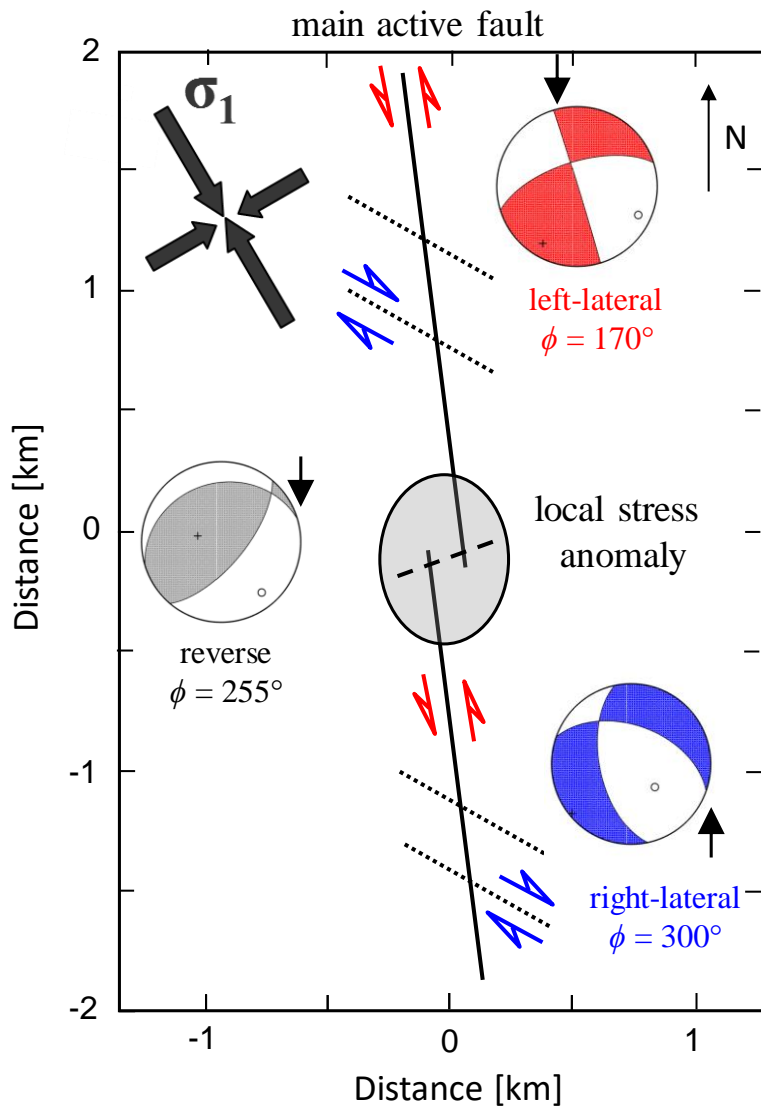 main active fault
2
σ1
N
left-lateral
ϕ = 170°
1
Distance [km]
0
local stress
anomaly
reverse
ϕ = 255°
-1
right-lateral
ϕ = 300°
-2
-1
0
1
Distance [km]